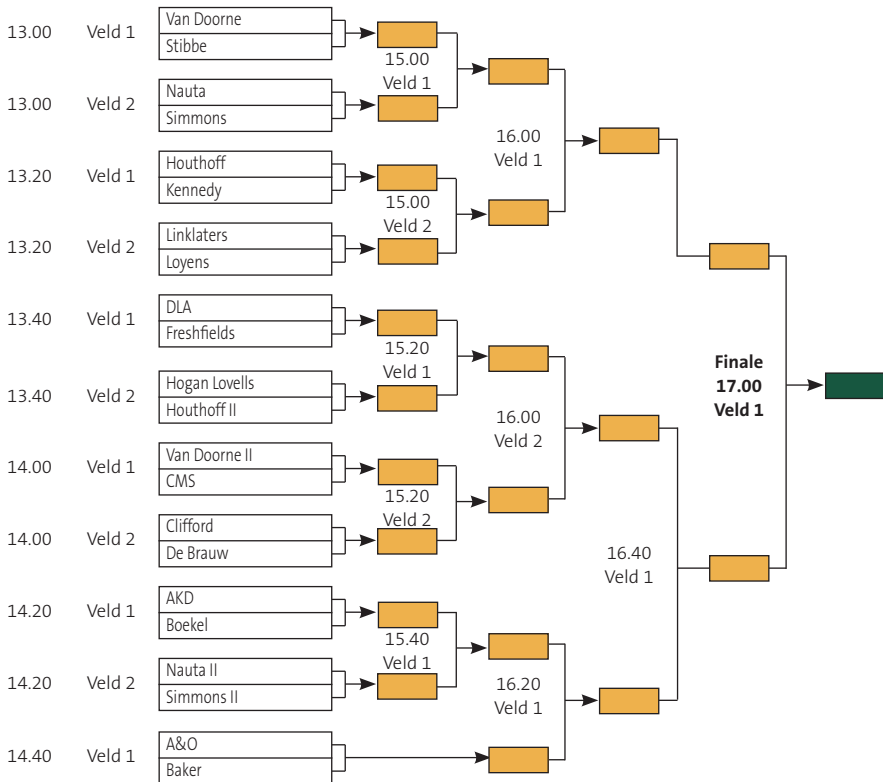 13.00 Veld 1 Van Doorne
Stibbe
15.00
Veld 1
13.00 Veld 2 Nauta
Simmons
16.00
Veld 1
13.20 Veld 1 Houthoff
Kennedy
15.00
Veld 2
13.20 Veld 2 Linklaters
Loyens
13.40 Veld 1 DLA
Freshfields
15.20
Veld 1
Finale
17.00
Veld 1
13.40 Veld 2 Hogan Lovells
Houthoff II
16.00
Veld 2
14.00 Veld 1 Van Doorne II
CMS
15.20
Veld 2
14.00 Veld 2 Clifford
De Brauw
16.40
Veld 1
14.20 Veld 1 AKD
Boekel
15.40
Veld 1
14.20 Veld 2 Nauta II
Simmons II
16.20
Veld 1
14.40 Veld 1 A&O
Baker